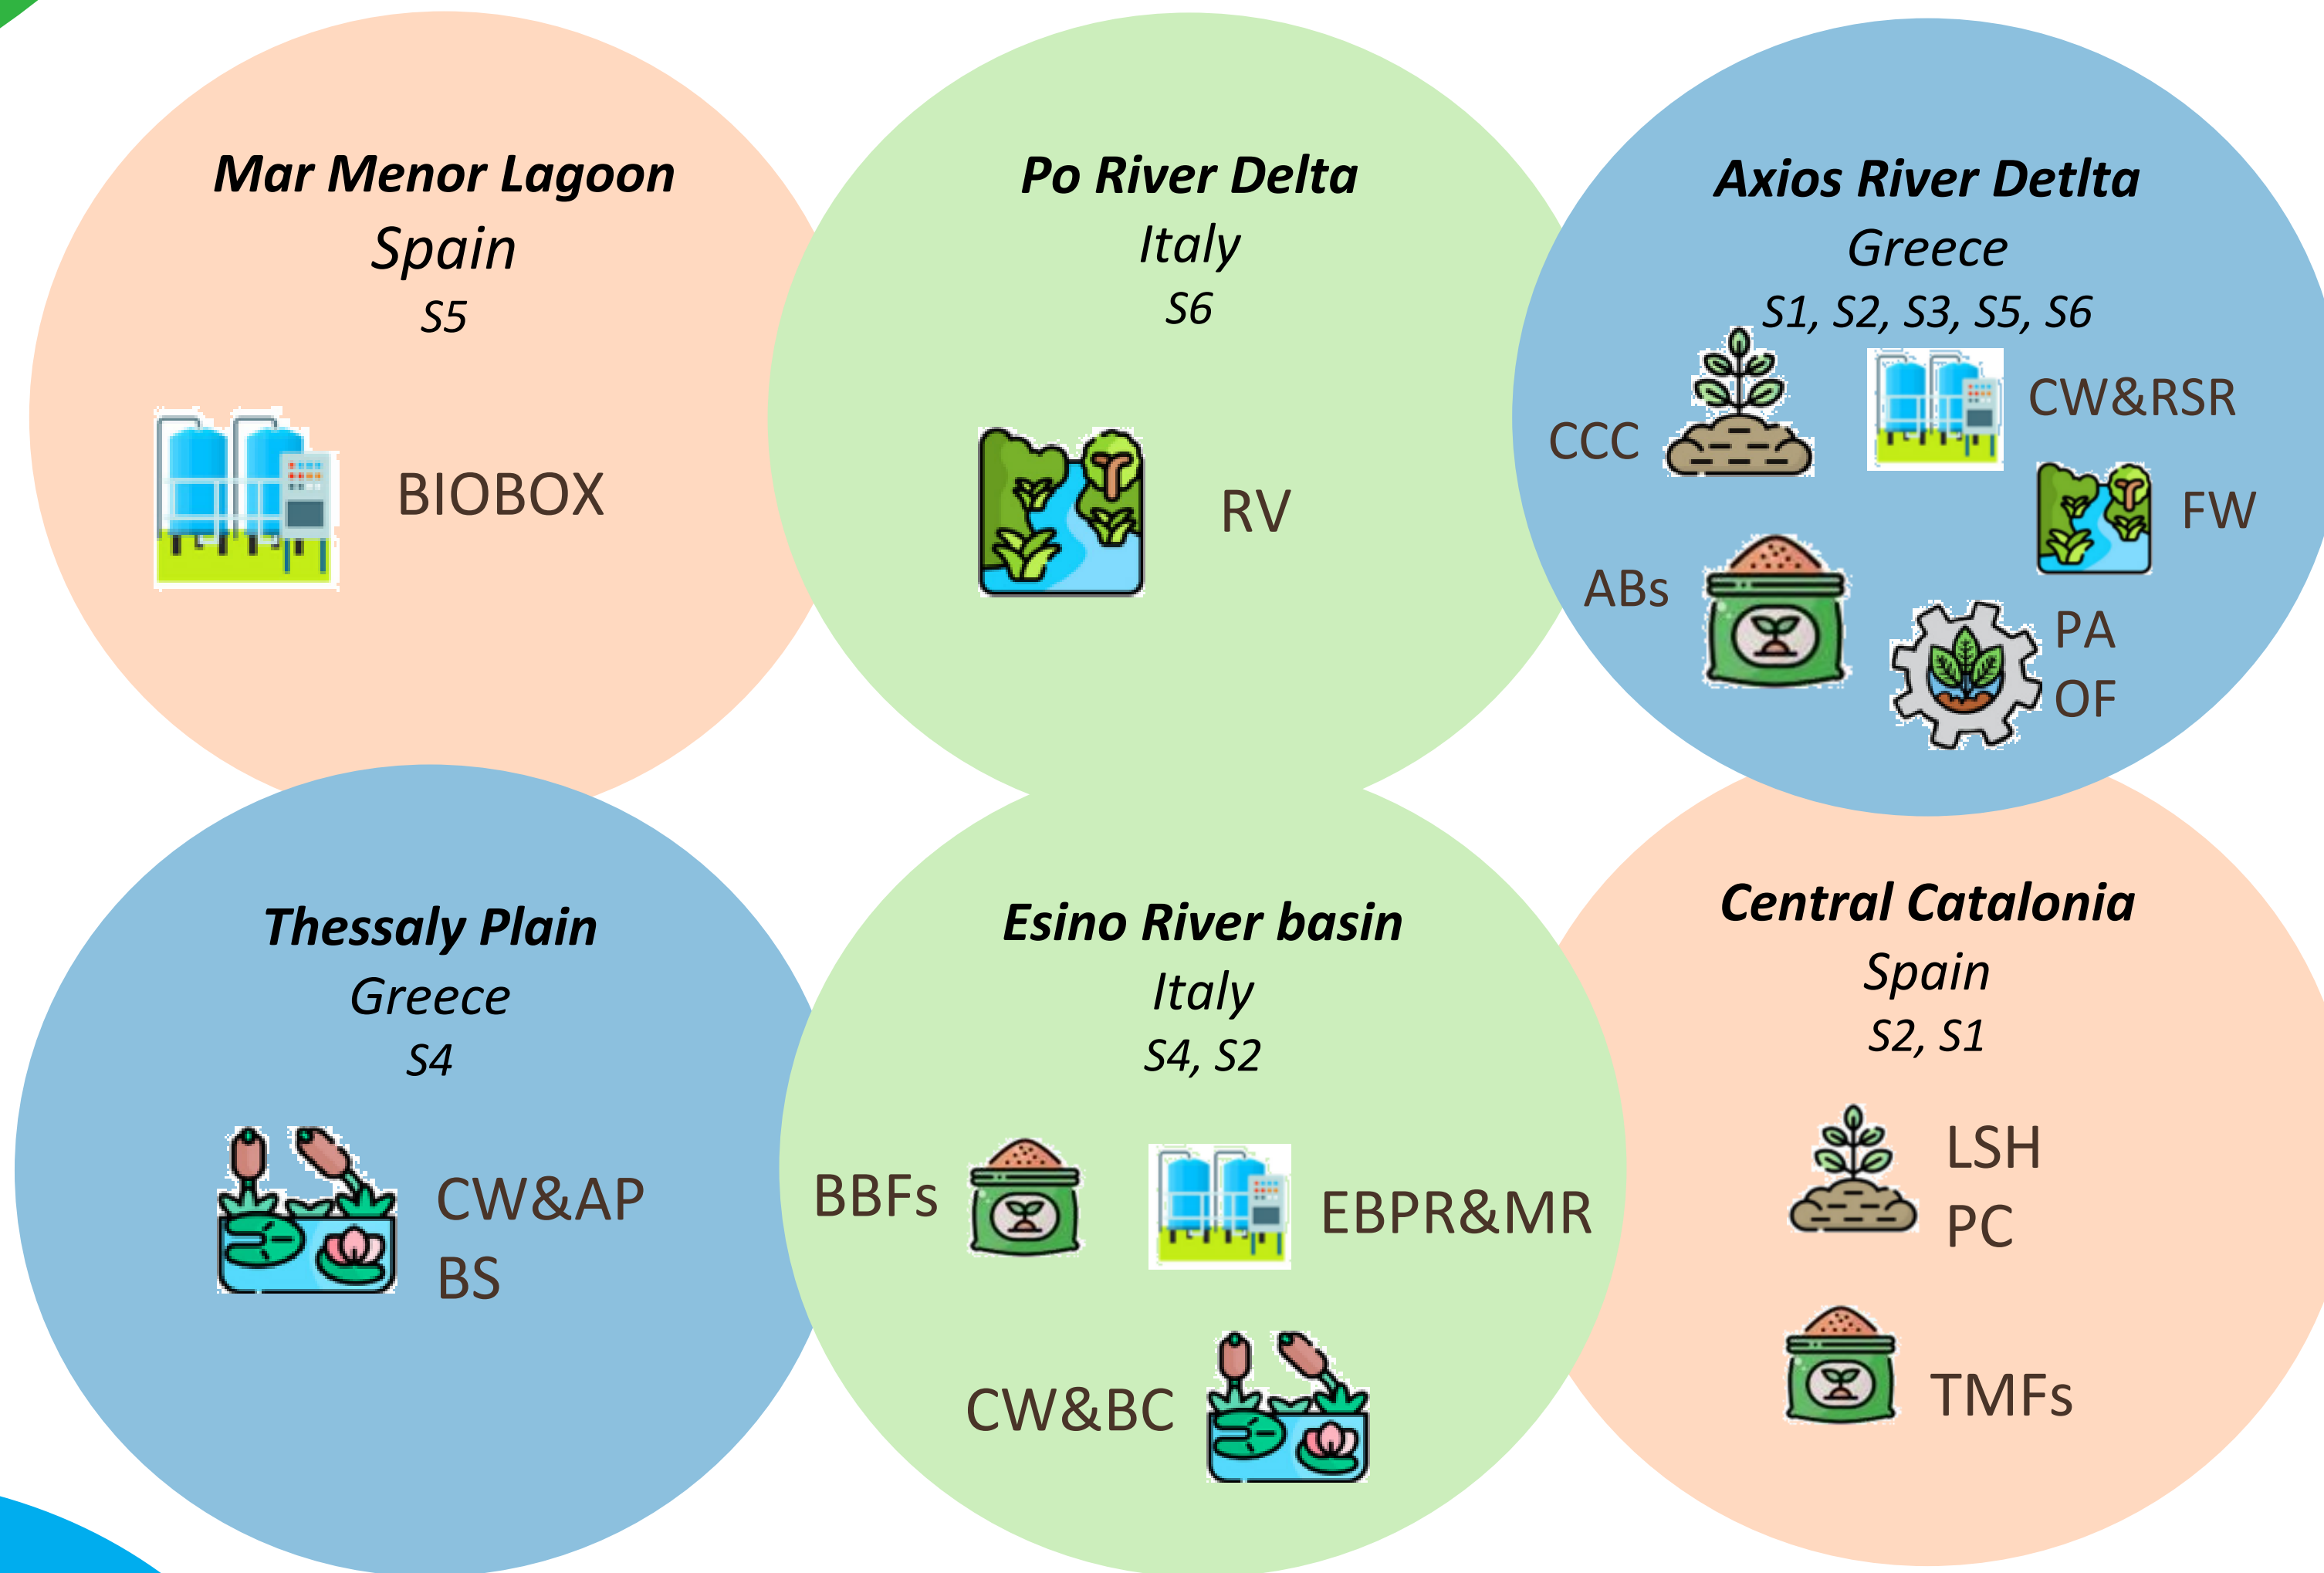 Mar Menor Lagoon
Spain
S5
BIOBOX
Po River Delta
Italy
S6
RV
Axios River Detlta
Greece
S1, S2, S3, S5, S6
CCC
CW&RSR
FW
ABs
PA
OF
Thessaly Plain
Greece
S4
CW&AP
BS
Esino River basin
Italy
S4, S2
BBFs
EBPR&MR
CW&BC
Central Catalonia
Spain
S2, S1
LSH
PC
TMFs